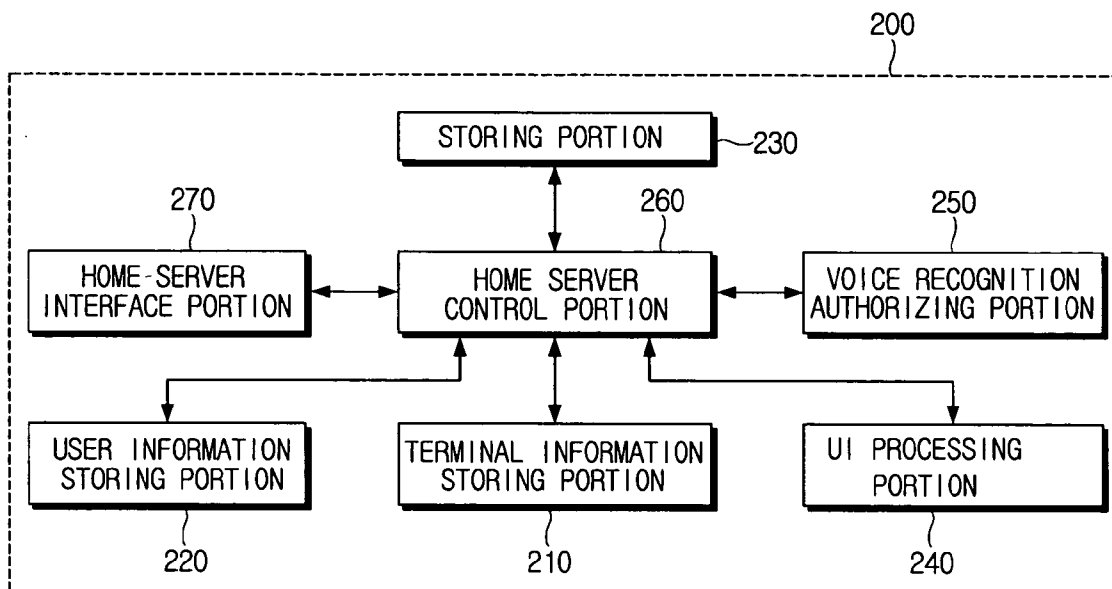 200
STORING PORTION
230
270
260
250
HOME-SERVER
INTERFACE PORTION
HOME SERVER
CONTROL PORTION
VOICE RECOGNITION
AUTHORIZING PORTION
USER INFORMATION
STORING PORTION
TERMINAL INFORMATION
STORING PORTION
UI PROCESSING
PORTION
220
210
240